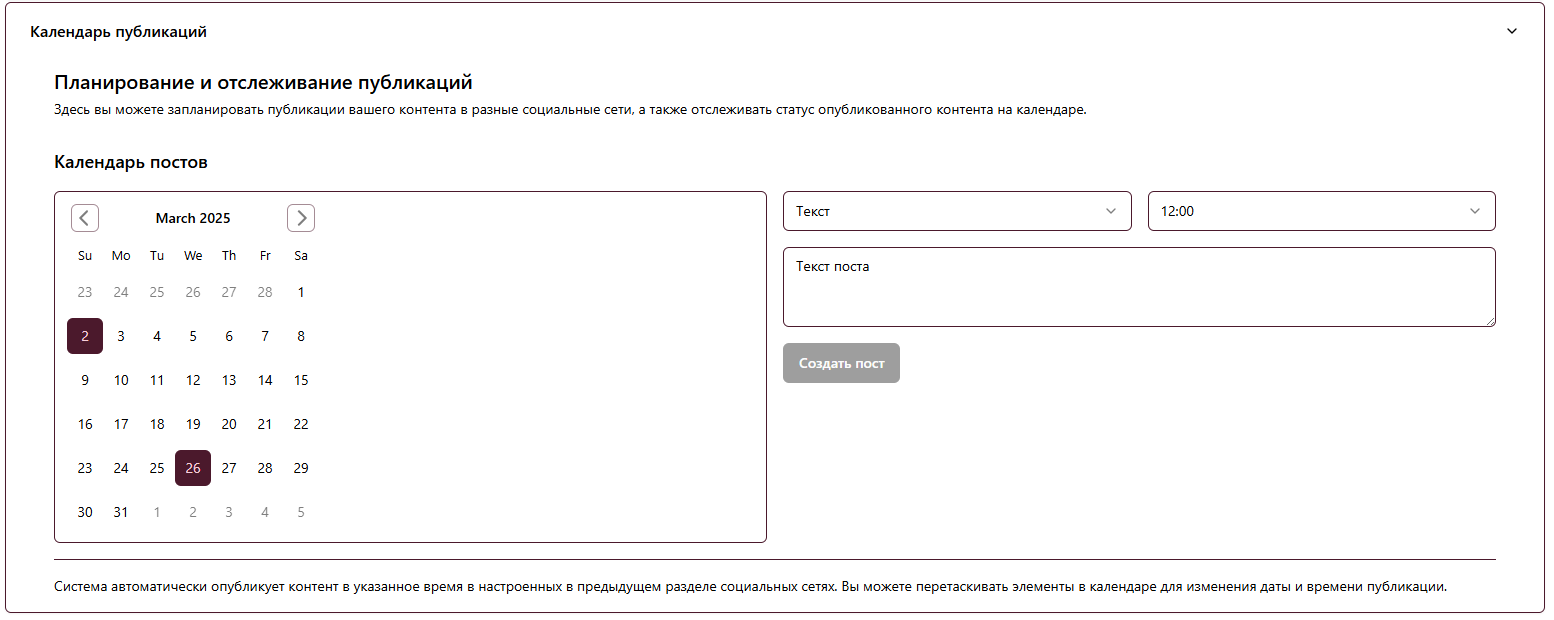 Календарь публикаций
Планирование и отслеживание публикаций
Здесь вы можете запланировать публикации вашего контента в разные социальные сети, а также отслеживать статус опубликованного контента на календаре.
Календарь постов
March 2025
Su Mo Tu We Th Fr Sa
23 24 25 26 27 28 1
2 3 4 5 6 7 8
9 10 11 12 13 14 15
16 17 18 19 20 21 22
23 24 25 26 27 28 29
30 31 1 2 3 4 5
Текст
12:00
Текст поста
Создать пост
Система автоматически опубликует контент в указанное время в настроенных в предыдущем разделе социальных сетях. Вы можете перетаскивать элементы в календаре для изменения даты и времени публикации.